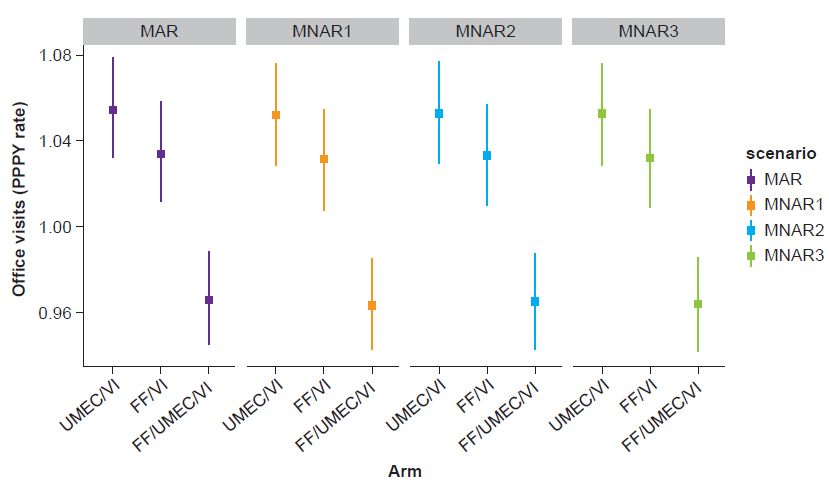 MAR MNAR1 MNAR2 MNAR3
Office visits (PPPY rate)
1.08
1.04
1.00
0.96
UMEC/VI FF/VI FF/UMEC/VI UMEC/VI FF/VI FF/UMEC/VI UMEC/VI FF/VI FF/UMEC/VI UMEC/VI FF/VI FF/UMEC/VI
Arm
scenario
MAR
MNAR1
MNAR2
MNAR3